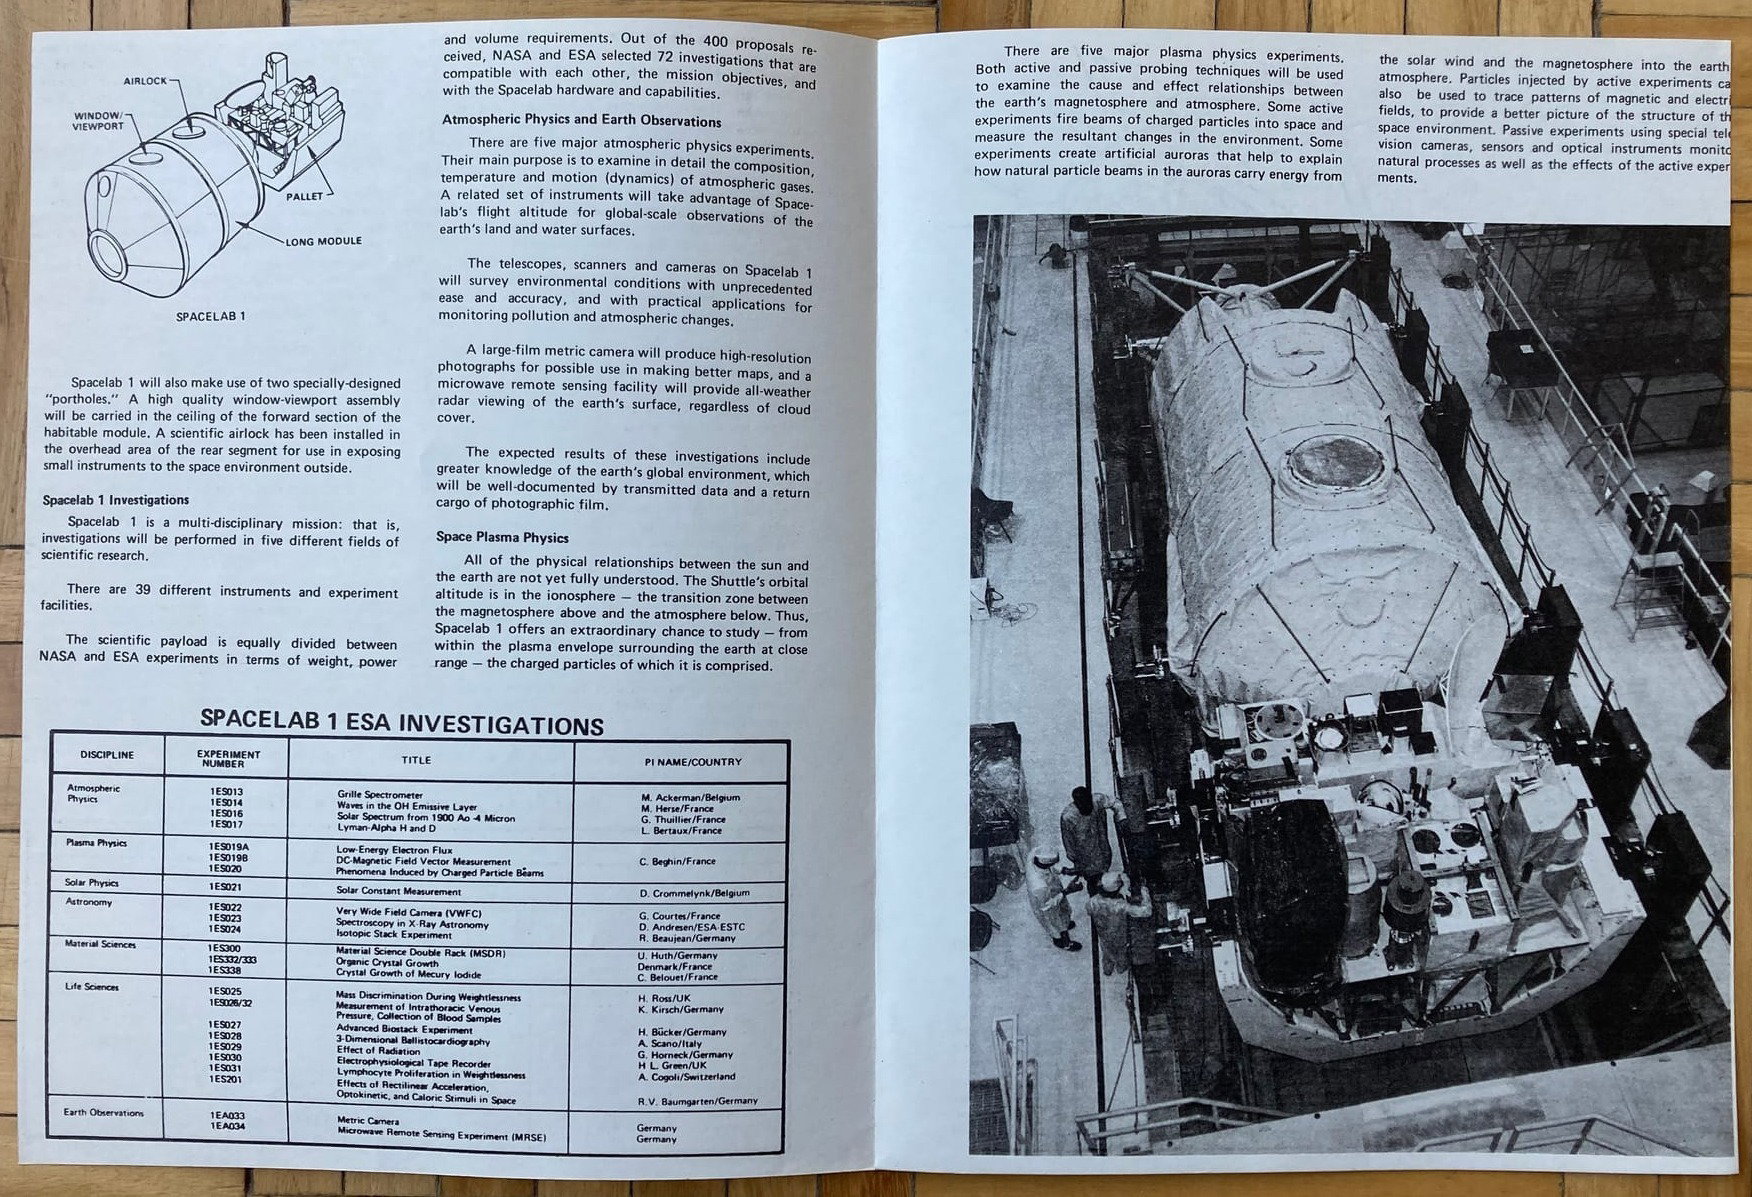 AIRLOCK
WINDOW/
VIEWPORT
PALLET
LONG MODULE
SPACELAB 1
Spacelab 1 will also make use of two specially-designed
"portholes." A high quality window-viewport assembly
will be carried in the ceiling of the forward section of the
habitable module. A scientific airlock has been installed in
the overhead area of the rear segment for use in exposing
small instruments to the space environment outside.
Spacelab 1 Investigations
Spacelab 1 is a multi-disciplinary mission: that is,
investigations will be performed in five different fields of
scientific research.
There are 39 different instruments and experiment
facilities.
The scientific payload is equally divided between
NASA and ESA experiments in terms of weight, power
and volume requirements. Out of the 400 proposals re-
ceived, NASA and ESA selected 72 investigations that are
compatible with each other, the mission objectives, and
with the Spacelab hardware and capabilities.
Atmospheric Physics and Earth Observations
There are five major atmospheric physics experiments.
Their main purpose is to examine in detail the composition,
temperature and motion (dynamics) of atmospheric gases.
A related set of instruments will take advantage of Space-
lab's flight altitude for global-scale observations of the
earth's land and water surfaces.
The telescopes, scanners and cameras on Spacelab 1
will survey environmental conditions with unprecedented
ease and accuracy, and with practical applications for
monitoring pollution and atmospheric changes.
A large-film metric camera will produce high-resolution
photographs for possible use in making better maps, and a
microwave remote sensing facility will provide all-weather
radar viewing of the earth's surface, regardless of cloud
cover.
The expected results of these investigations include
greater knowledge of the earth's global environment, which
will be well-documented by transmitted data and a return
cargo of photographic film.
Space Plasma Physics
All of the physical relationships between the sun and
the earth are not yet fully understood. The Shuttle's orbital
altitude is in the ionosphere — the transition zone between
the magnetosphere above and the atmosphere below. Thus,
Spacelab 1 offers an extraordinary chance to study — from
within the plasma envelope surrounding the earth at close
range — the charged particles of which it is comprised.
SPACELAB 1 ESA INVESTIGATIONS
DISCIPLINE EXPERIMENT NUMBER TITLE PI NAME/COUNTRY
Atmospheric Physics
1ES013 Grille Spectrometer M. Ackerman/Belgium
1ES014 Waves in the OH Emissive Layer M. Herse/France
1ES016 Solar Spectrum from 1900 Ao -4 Micron G. Thuillier/France
1ES017 Lyman-Alpha H and D L. Bertaux/France
Plasma Physics
1ES019A Low-Energy Electron Flux
1ES019B DC-Magnetic Field Vector Measurement C. Beghin/France
1ES020 Phenomena Induced by Charged Particle Beams
Solar Physics 1ES021 Solar Constant Measurement D. Crommelynk/Belgium
Astronomy
1ES022 Very Wide Field Camera (VWFC) G. Courtes/France
1ES023 Spectroscopy in X-Ray Astronomy D. Andresen/ESA-ESTC
1ES024 Isotopic Stack Experiment R. Beaujean/Germany
Material Sciences
1ES300 Material Science Double Rack (MSDR) U. Huth/Germany
1ES332/333 Organic Crystal Growth Denmark/France
1ES338 Crystal Growth of Mecury Iodide C. Belouet/France
Life Sciences
1ES025 Mass Discrimination During Weightlessness H. Ross/UK
1ES026/32 Measurement of Intrathoracic Venous K. Kirsch/Germany
Pressure, Collection of Blood Samples
1ES027 Advanced Biostack Experiment H. Bücker/Germany
1ES028 3-Dimensional Ballistocardiography A. Scano/Italy
1ES029 Effect of Radiation G. Horneck/Germany
1ES030 Electrophysiological Tape Recorder H L. Green/UK
1ES031 Lymphocyte Proliferation in Weightlessness A. Cogoli/Switzerland
1ES201 Effects of Rectilinear Acceleration,
Optokinetic, and Caloric Stimuli in Space R.V. Baumgarten/Germany
Earth Observations
1EA033 Metric Camera Germany
1EA034 Microwave Remote Sensing Experiment (MRSE) Germany
There are five major plasma physics experiments.
Both active and passive probing techniques will be used
to examine the cause and effect relationships between
the earth's magnetosphere and atmosphere. Some active
experiments fire beams of charged particles into space and
measure the resultant changes in the environment. Some
experiments create artificial auroras that help to explain
how natural particle beams in the auroras carry energy from
the solar wind and the magnetosphere into the earth
atmosphere. Particles injected by active experiments ca
also be used to trace patterns of magnetic and electri
fields, to provide a better picture of the structure of th
space environment. Passive experiments using special tele
vision cameras, sensors and optical instruments monito
natural processes as well as the effects of the active exper
ments.